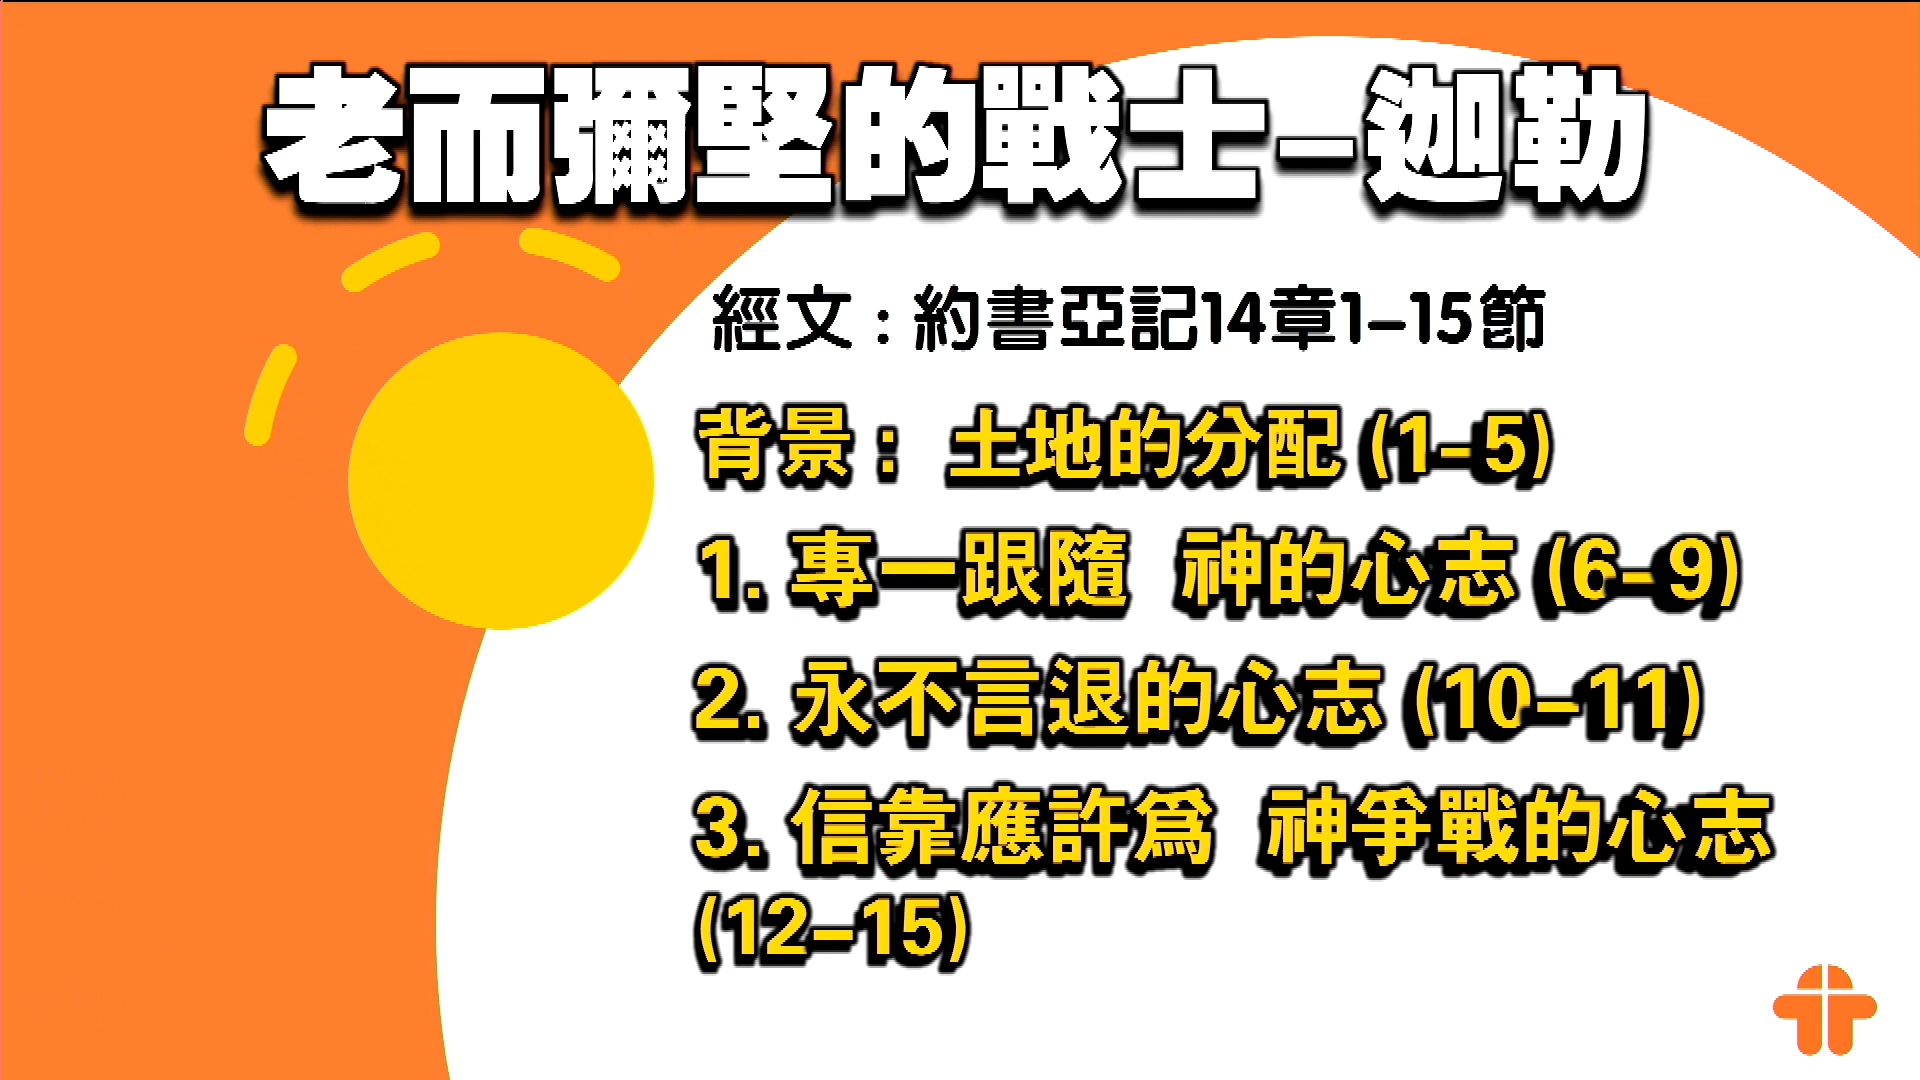 老而彌堅的戰士–迦勒
經文：約書亞記14章1–15節
背景： 土地的分配 (1–5)
1. 專一跟隨　神的心志 (6–9)
2. 永不言退的心志 (10–11)
3. 信靠應許爲　神爭戰的心志
(12–15)